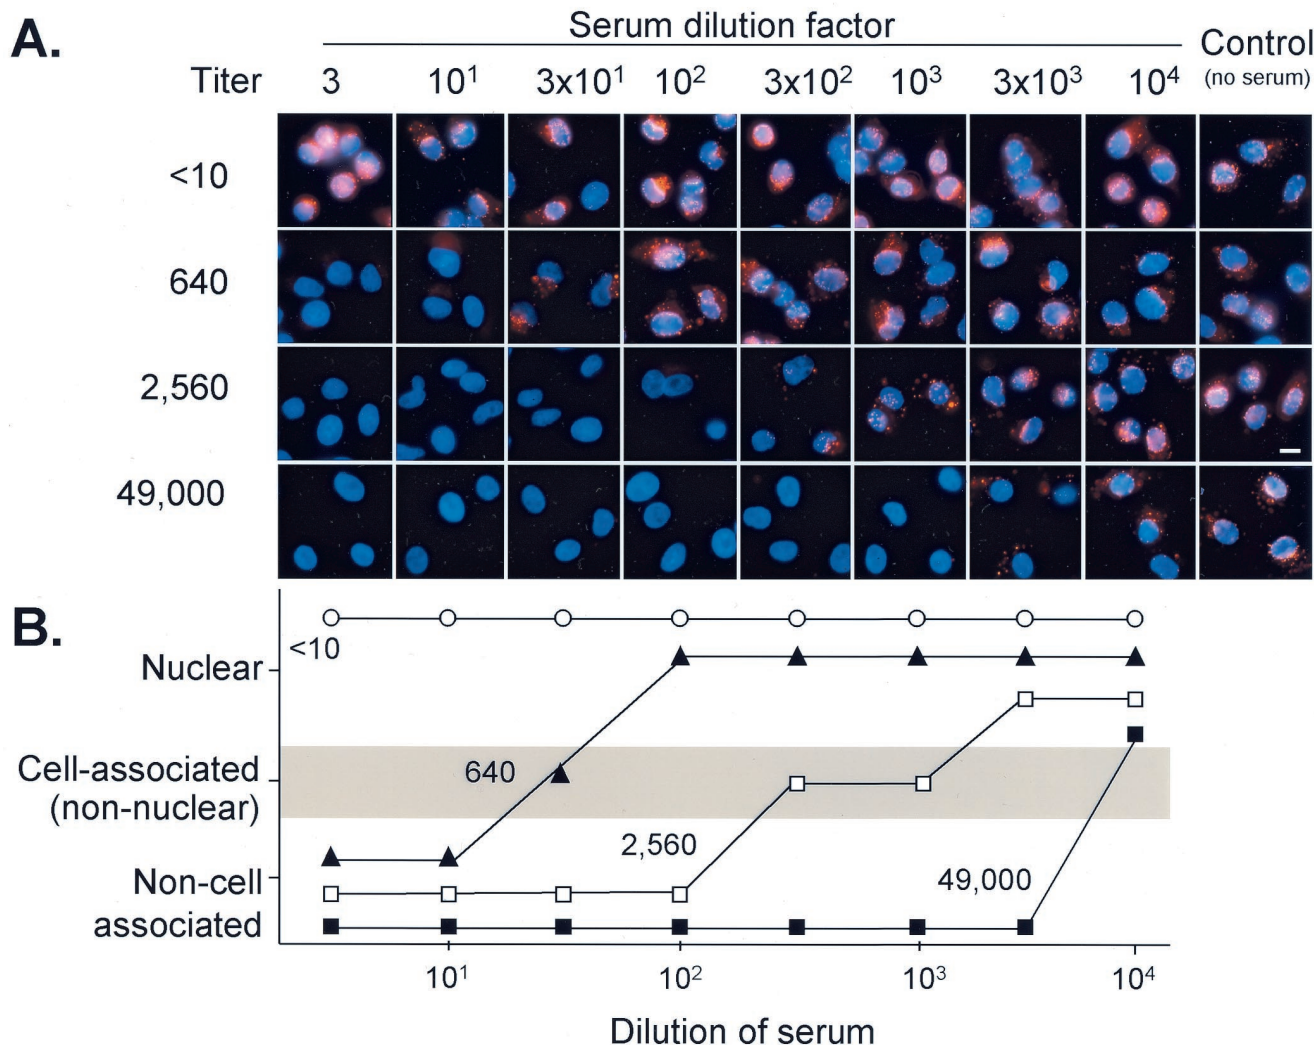 A.
Serum dilution factor
Control
(no serum)
Titer 3 10¹ 3x10¹ 10² 3x10² 10³ 3x10³ 10⁴
<10
640
2,560
49,000
B.
Nuclear
Cell-associated
(non-nuclear)
Non-cell
associated
<10
640
2,560
49,000
10¹ 10² 10³ 10⁴
Dilution of serum